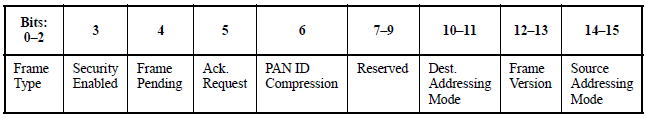 Bits: 0–2 3 4 5 6 7–9 10–11 12–13 14–15
Frame Type Security Enabled Frame Pending Ack. Request PAN ID Compression Reserved Dest. Addressing Mode Frame Version Source Addressing Mode